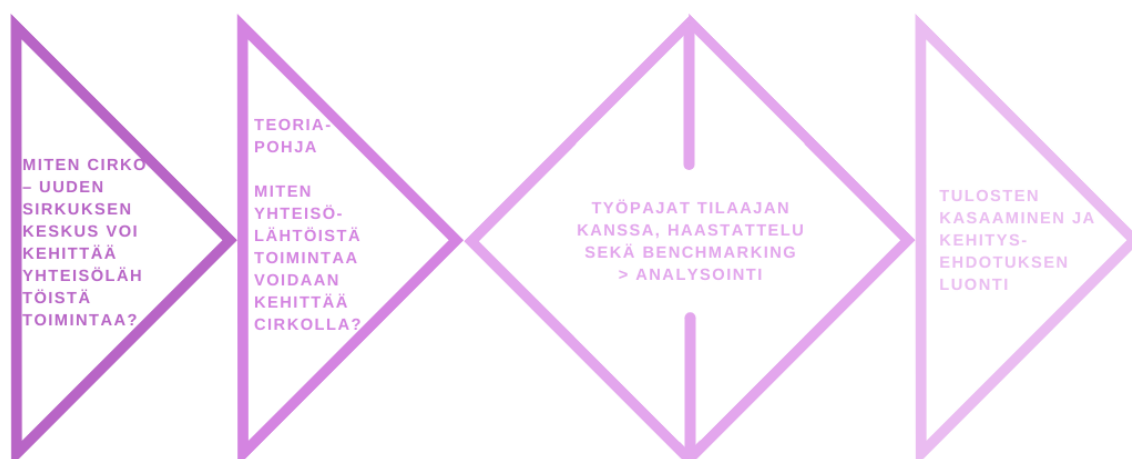 MITEN CIRKO
– UUDEN
SIRKUKSEN
KESKUS VOI
KEHITTÄÄ
YHTEISÖLÄH
TÖISTÄ
TOIMINTAA?
TEORIA-
POHJA
MITEN
YHTEISÖ-
LÄHTÖISTÄ
TOIMINTAA
VOIDAAN
KEHITTÄÄ
CIRKOLLA?
TYÖPAJAT TILAAJAN
KANSSA, HAASTATTELU
SEKÄ BENCHMARKING
> ANALYSOINTI
TULOSTEN
KASAAMINEN JA
KEHITYS-
EHDOTUKSEN
LUONTI